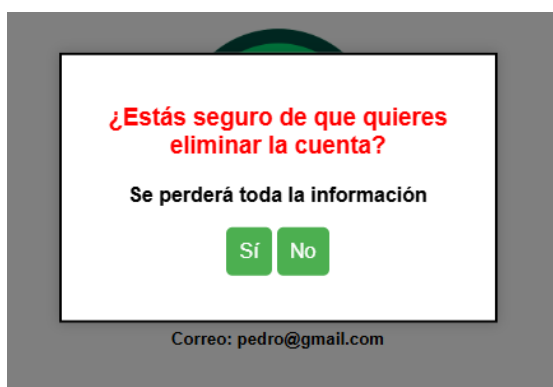 ¿Estás seguro de que quieres
eliminar la cuenta?
Se perderá toda la información
Sí No
Correo: pedro@gmail.com